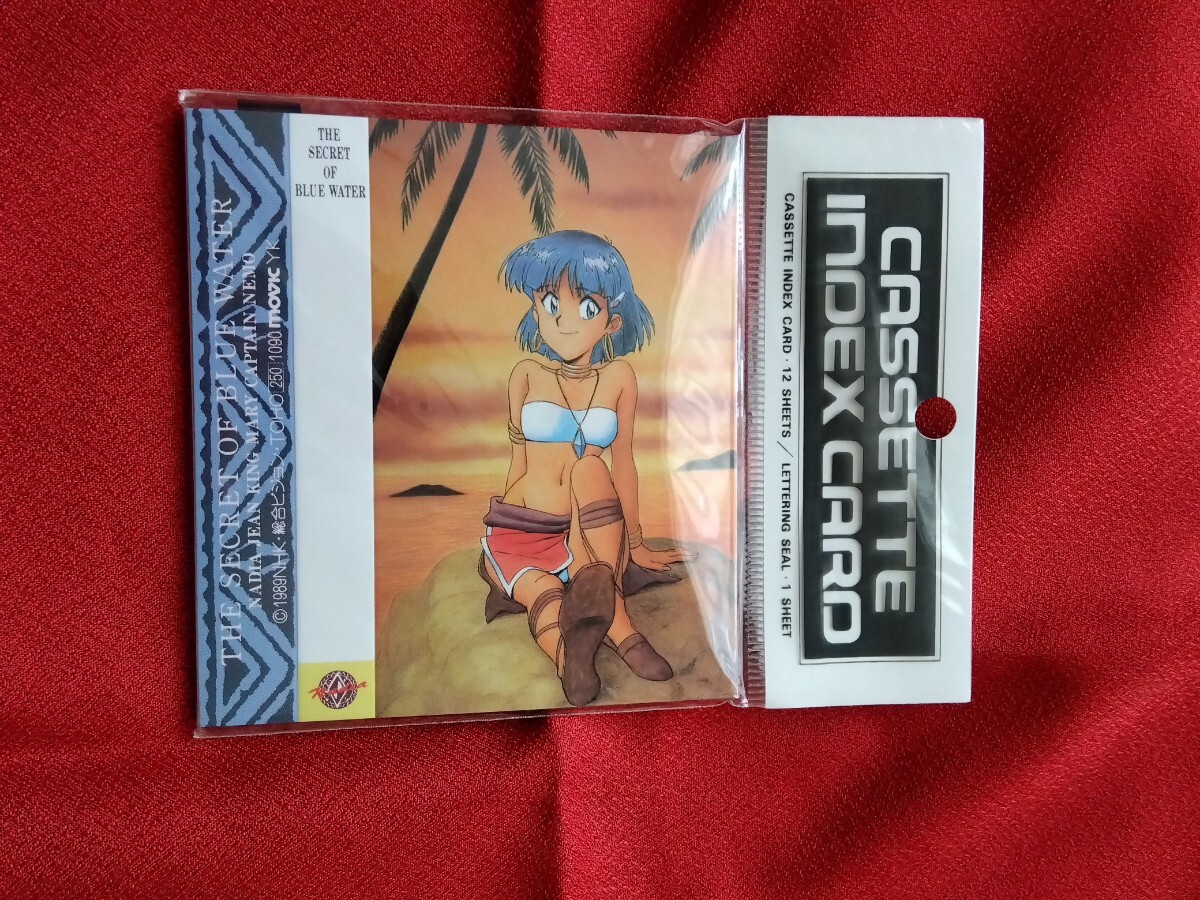 THE
SECRET
OF
BLUE WATER
THE SECRET OF BLUE WATER
NADIA JEAN KING MARY CAPTAIN NEMO
©1989NHK・総合ビジョン・TOHO 250 1090 movic YK
CASSETTE
INDEX CARD
CASSETTE INDEX CARD・12 SHEETS / LETTERING SEAL・1 SHEET